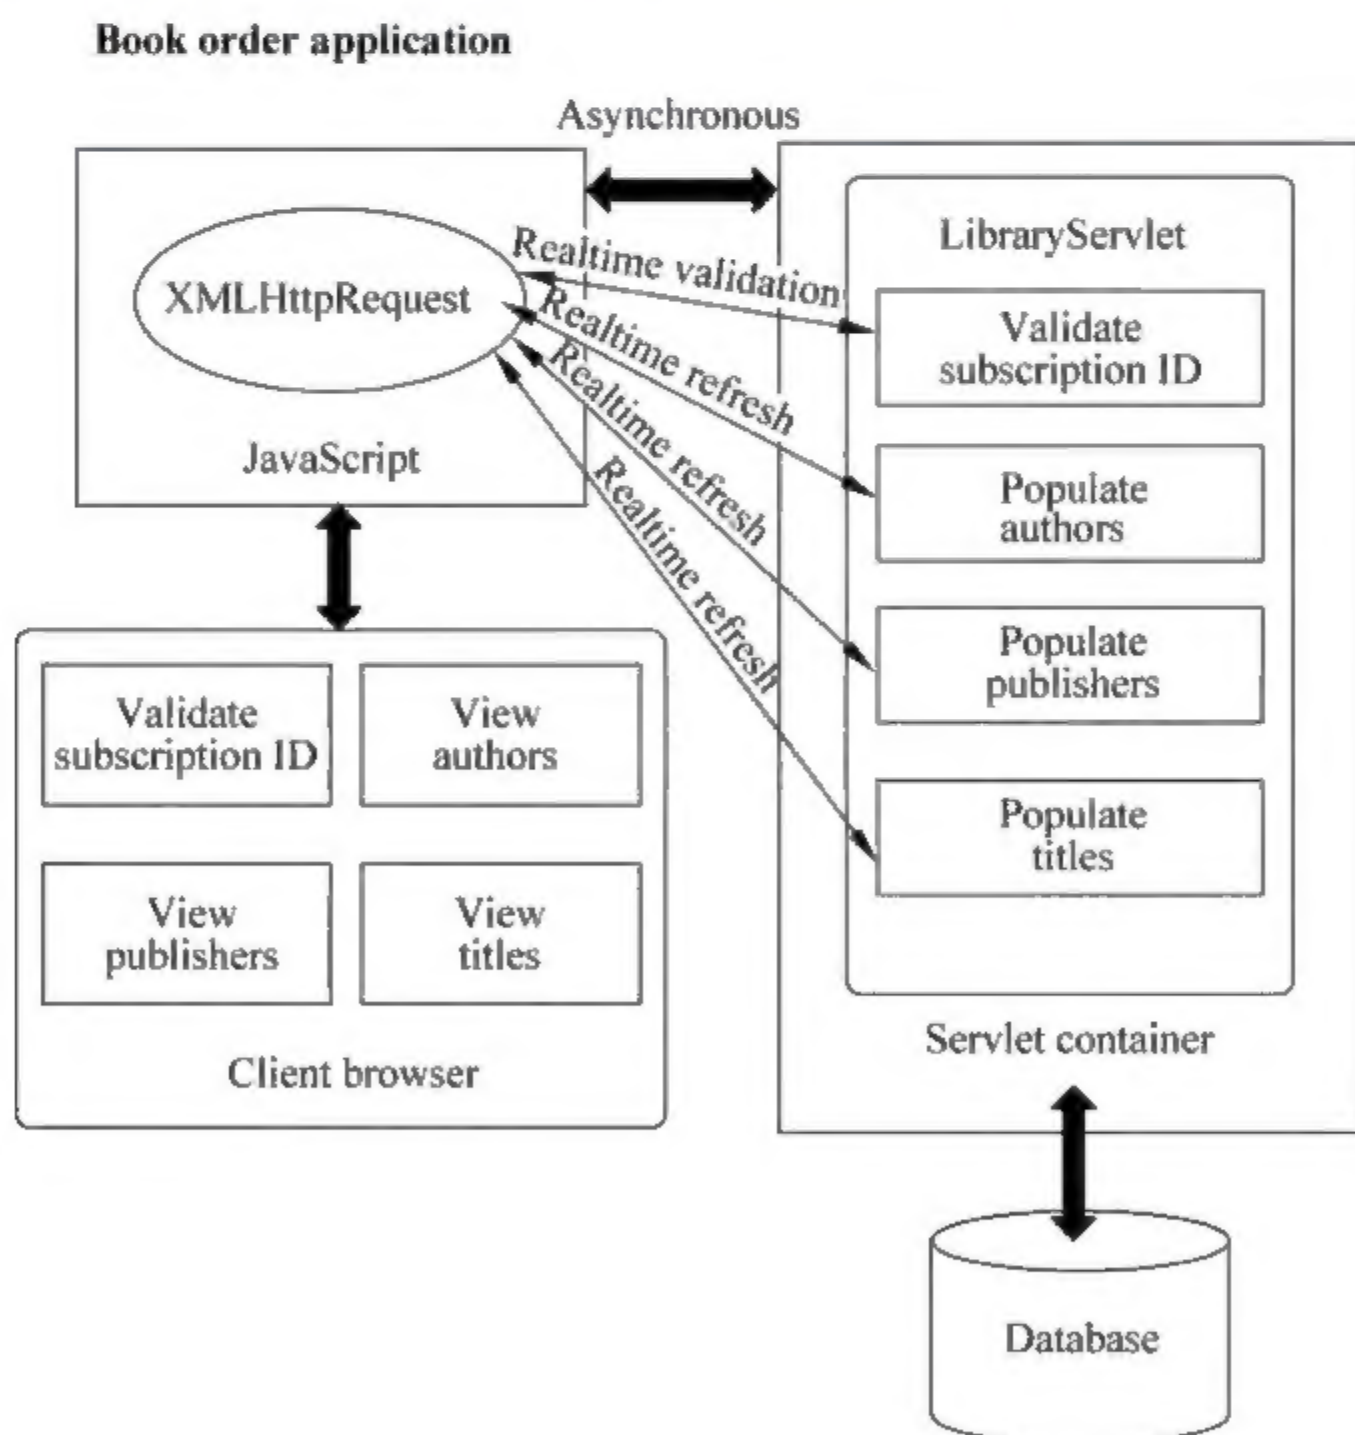 Book order application
Asynchronous
XMLHttpRequest
JavaScript
Realtime validation
Realtime refresh
Realtime refresh
Realtime refresh
LibraryServlet
Validate
subscription ID
Populate
authors
Populate
publishers
Populate
titles
Servlet container
Validate
subscription ID
View
authors
View
publishers
View
titles
Client browser
Database